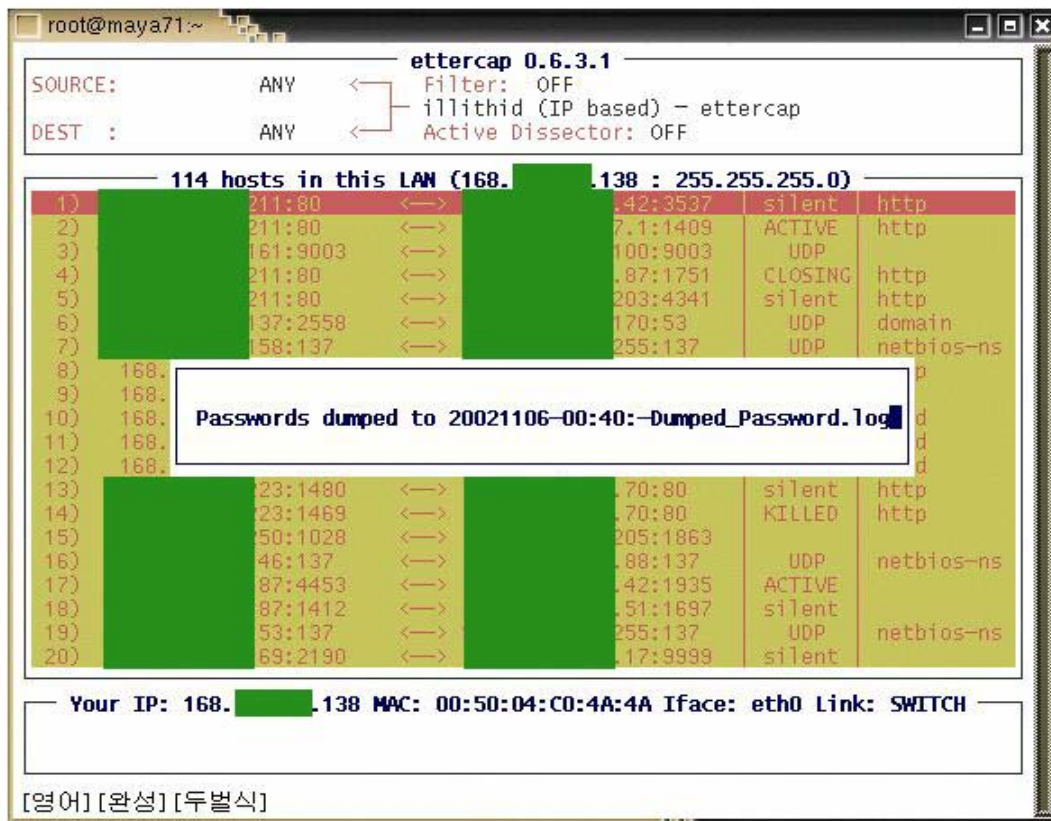 root@maya71:~
ettercap 0.6.3.1
SOURCE: ANY <— Filter: OFF
illithid (IP based) – ettercap
DEST : ANY <— Active Dissector: OFF
114 hosts in this LAN (168. .138 : 255.255.255.0)
1) 211:80 <—> .42:3537 silent http
2) 211:80 <—> 7.1:1409 ACTIVE http
3) 161:9003 <—> 100:9003 UDP
4) 211:80 <—> .87:1751 CLOSING http
5) 211:80 <—> 203:4341 silent http
6) 137:2558 <—> 170:53 UDP domain
7) 158:137 <—> 255:137 UDP netbios-ns
8) 168. p
9) 168.
Passwords dumped to 20021106-00:40:-Dumped_Password.log
10) 168. d
11) 168. d
12) 168. d
13) 223:1480 <—> .70:80 silent http
14) 223:1469 <—> .70:80 KILLED http
15) 250:1028 <—> 205:1863
16) 46:137 <—> .88:137 UDP netbios-ns
17) 87:4453 <—> .42:1935 ACTIVE
18) 87:1412 <—> .51:1697 silent
19) 53:137 <—> 255:137 UDP netbios-ns
20) 69:2190 <—> .17:9999 silent
Your IP: 168. .138 MAC: 00:50:04:C0:4A:4A Iface: eth0 Link: SWITCH
[영어][완성][두벌식]